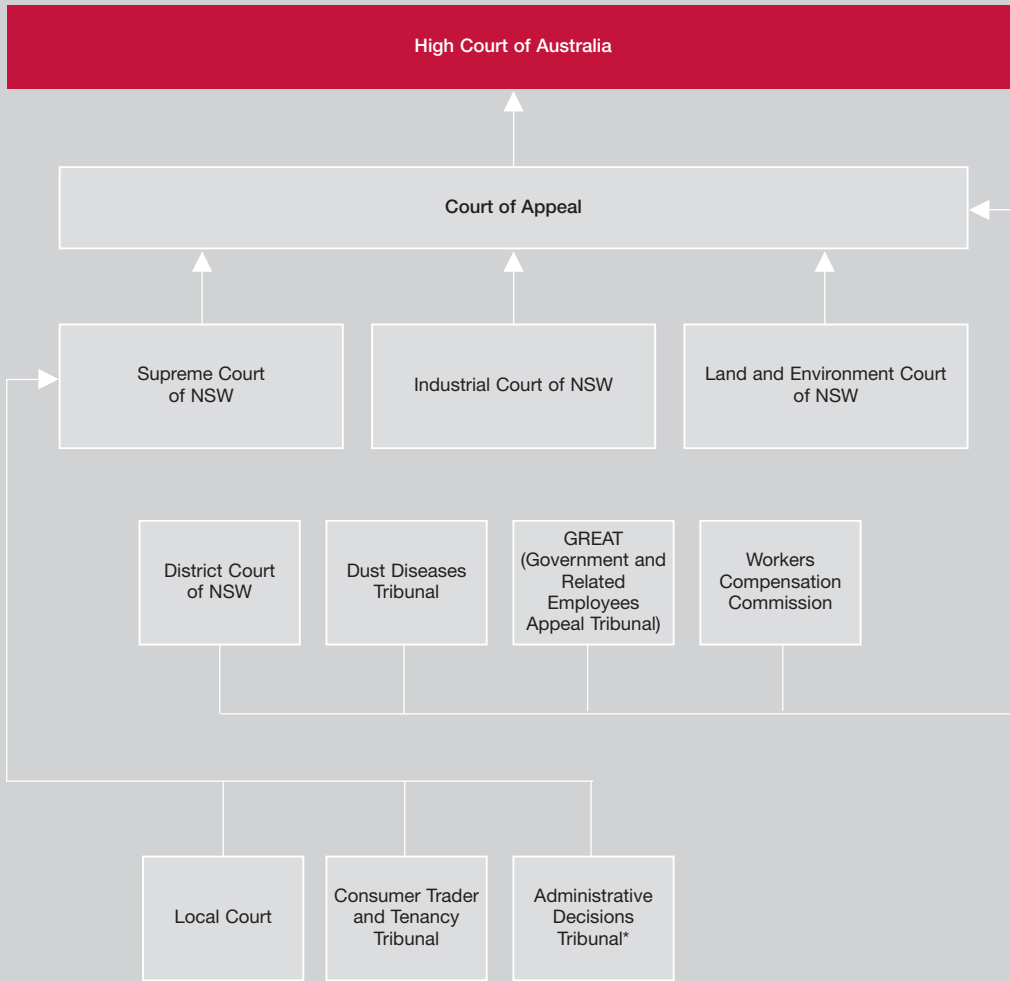 High Court of Australia
Court of Appeal
Supreme Court
of NSW
Industrial Court of NSW
Land and Environment Court
of NSW
District Court
of NSW
Dust Diseases
Tribunal
GREAT
(Government and
Related
Employees
Appeal Tribunal)
Workers
Compensation
Commission
Local Court
Consumer Trader
and Tenancy
Tribunal
Administrative
Decisions
Tribunal*